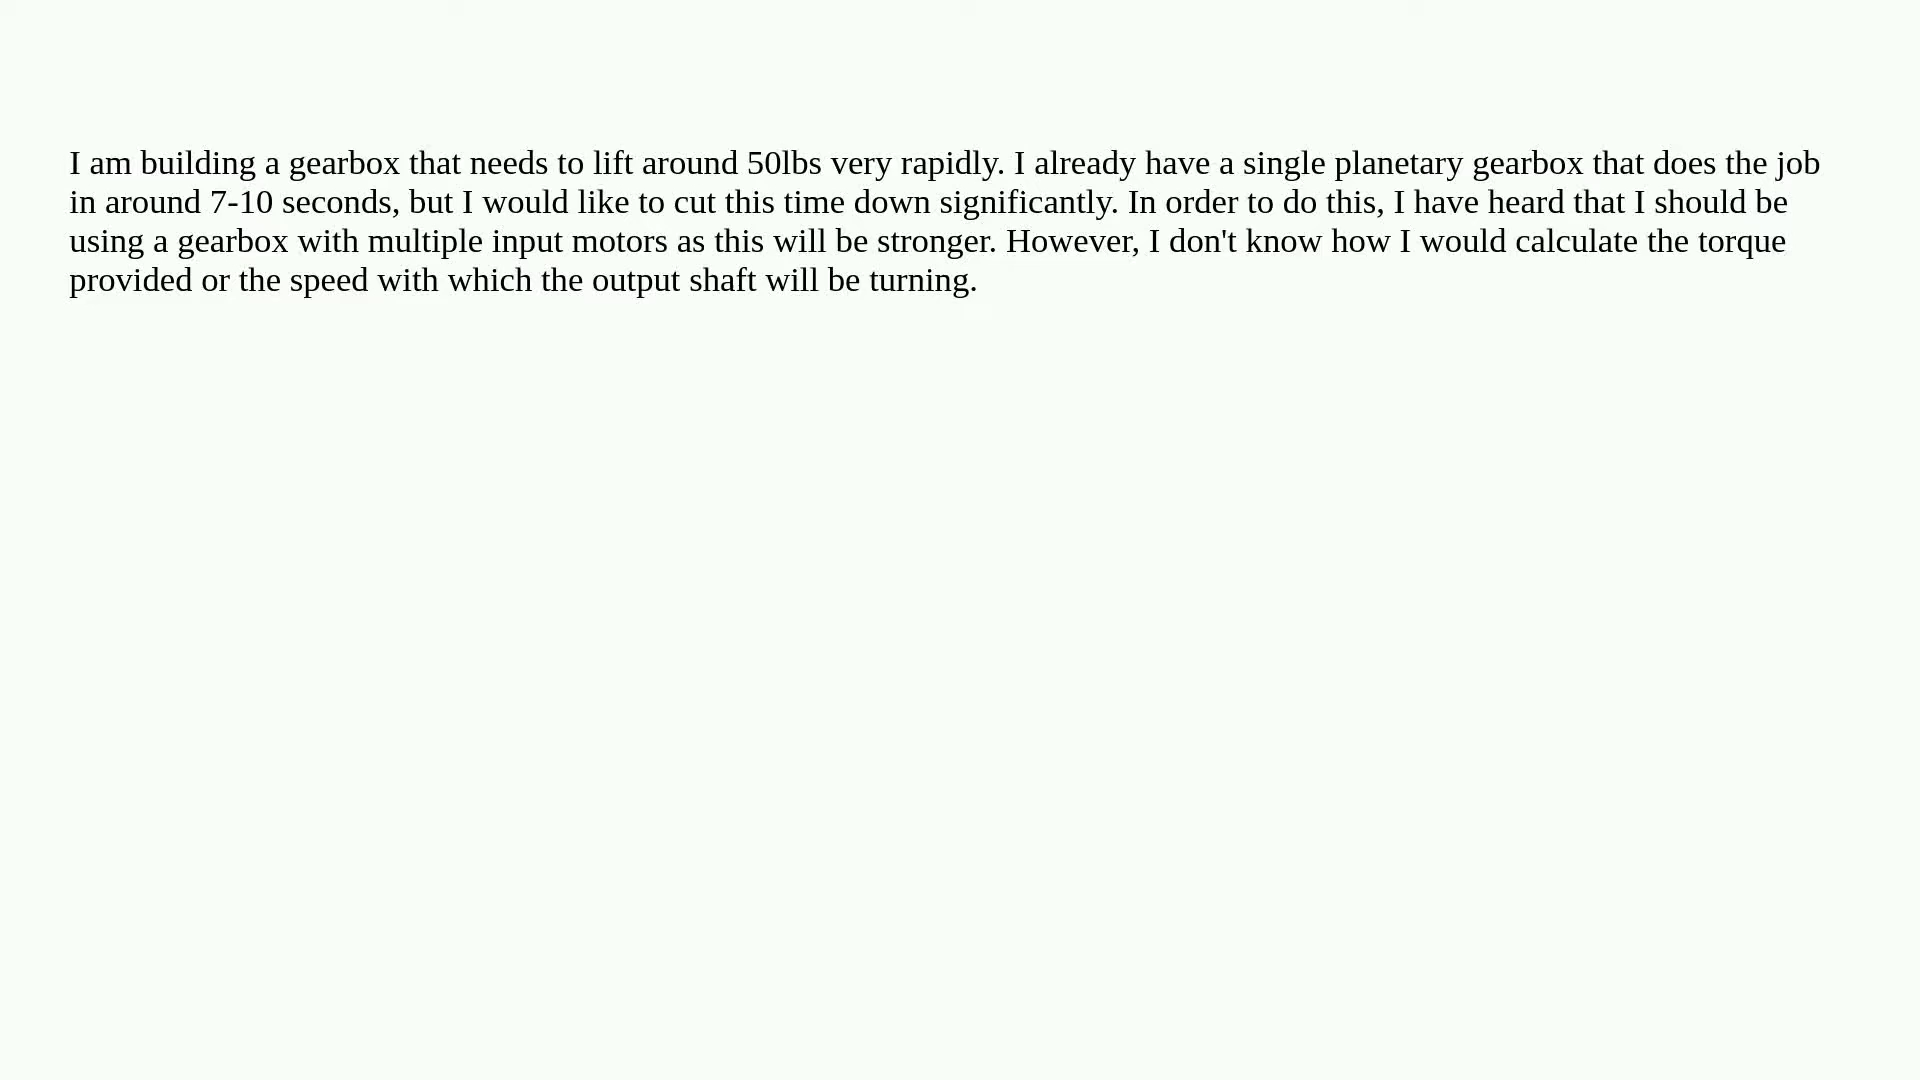 I am building a gearbox that needs to lift around 50lbs very rapidly. I already have a single planetary gearbox that does the job
in around 7-10 seconds, but I would like to cut this time down significantly. In order to do this, I have heard that I should be
using a gearbox with multiple input motors as this will be stronger. However, I don't know how I would calculate the torque
provided or the speed with which the output shaft will be turning.